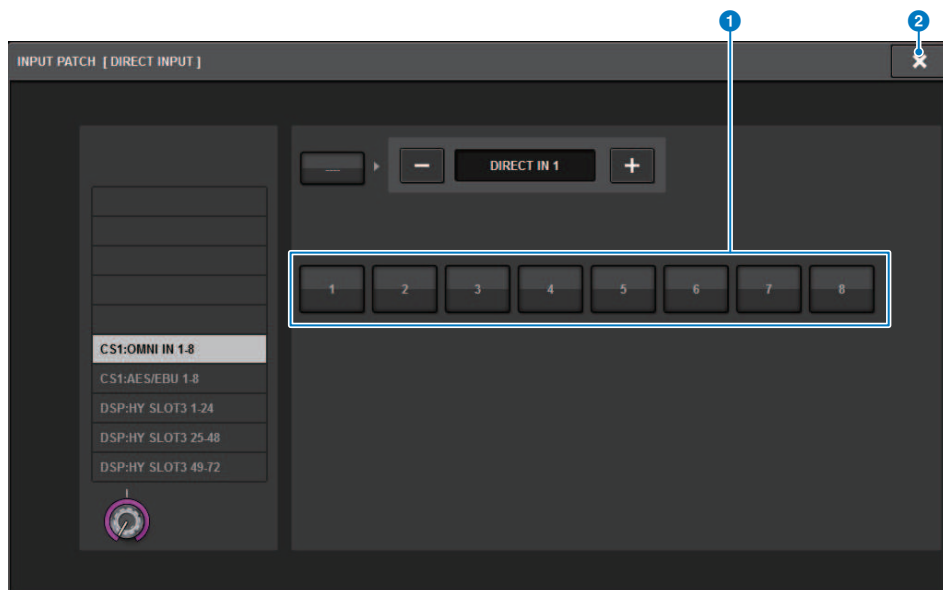 1
2
INPUT PATCH [ DIRECT INPUT ]
DIRECT IN 1
1 2 3 4 5 6 7 8
CS1:OMNI IN 1-8
CS1:AES/EBU 1-8
DSP:HY SLOT3 1-24
DSP:HY SLOT3 25-48
DSP:HY SLOT3 49-72